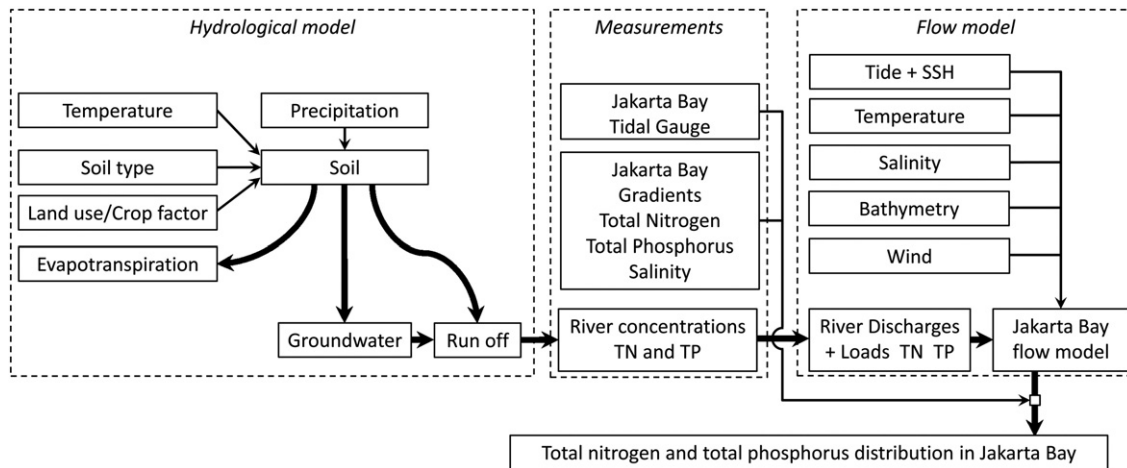 Hydrological model
Temperature
Precipitation
Soil type
Soil
Land use/Crop factor
Evapotranspiration
Groundwater
Run off
Measurements
Jakarta Bay
Tidal Gauge
Jakarta Bay
Gradients
Total Nitrogen
Total Phosphorus
Salinity
River concentrations
TN and TP
Flow model
Tide + SSH
Temperature
Salinity
Bathymetry
Wind
River Discharges
+ Loads TN TP
Jakarta Bay
flow model
Total nitrogen and total phosphorus distribution in Jakarta Bay